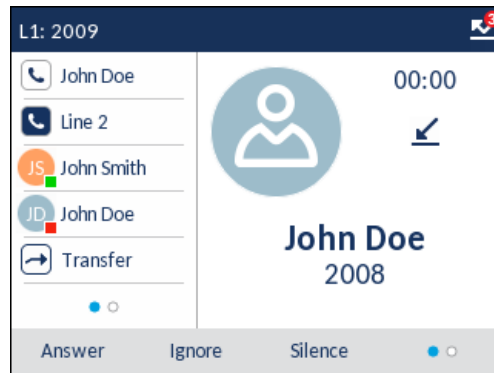 L1: 2009
3
John Doe
Line 2
JS John Smith
JD John Doe
Transfer
00:00
John Doe
2008
Answer Ignore Silence